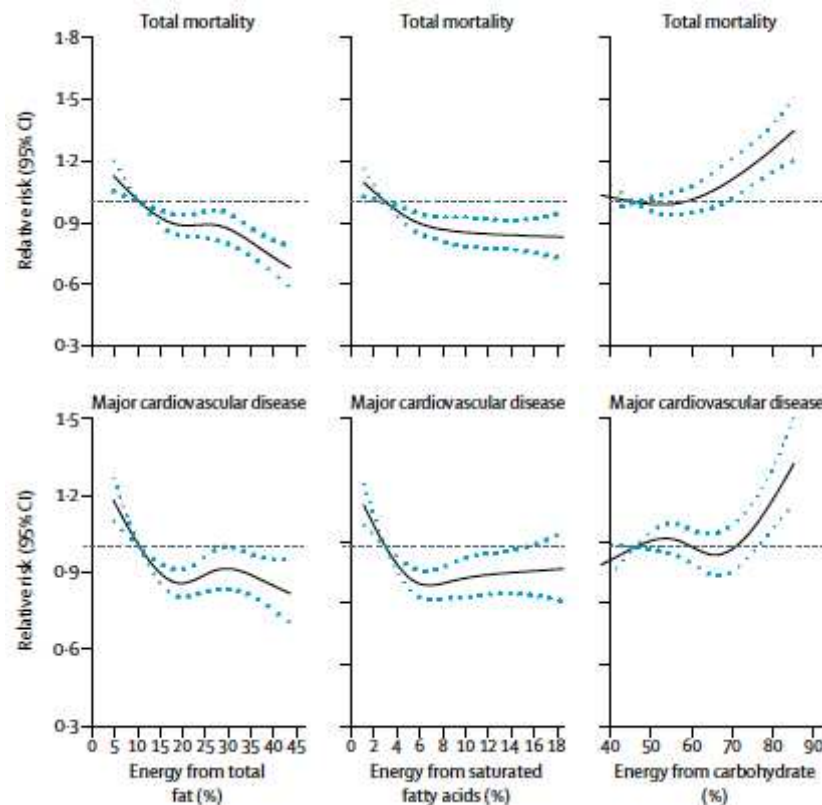 Total mortality
Total mortality
Total mortality
1·8
1·5
1·2
0·9
0·6
0·3
Relative risk (95% CI)
Major cardiovascular disease
Major cardiovascular disease
Major cardiovascular disease
1·5
1·2
0·9
0·6
0·3
Relative risk (95% CI)
0 5 10 15 20 25 30 35 40 45
0 2 4 6 8 10 12 14 16 18
40 50 60 70 80 90
Energy from total
fat (%)
Energy from saturated
fatty acids (%)
Energy from carbohydrate
(%)